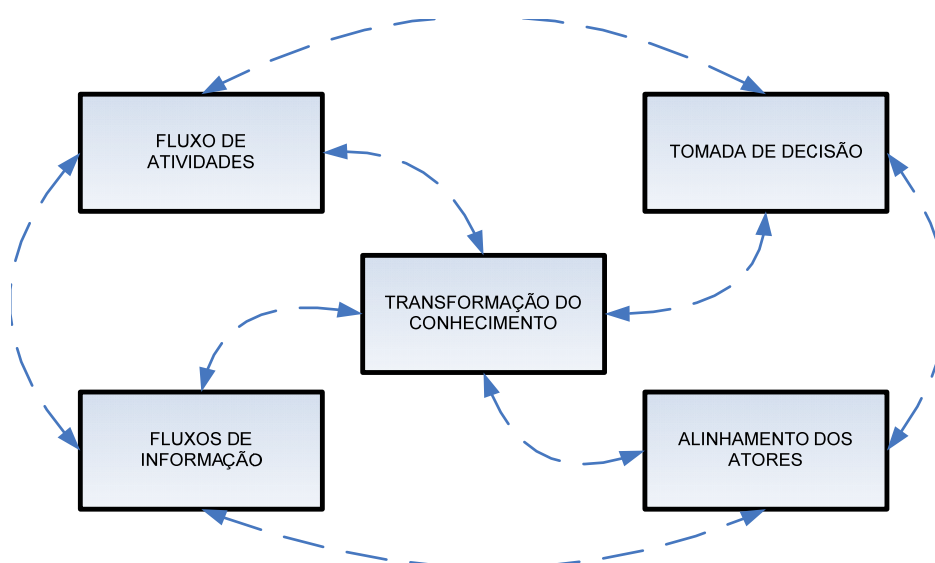 FLUXO DE
ATIVIDADES
TOMADA DE DECISÃO
TRANSFORMAÇÃO DO
CONHECIMENTO
FLUXOS DE
INFORMAÇÃO
ALINHAMENTO DOS
ATORES